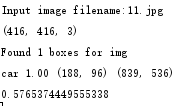 Input image filename:11.jpg
(416, 416, 3)
Found 1 boxes for img
car 1.00 (188, 96) (839, 536)
0.5765374449555338